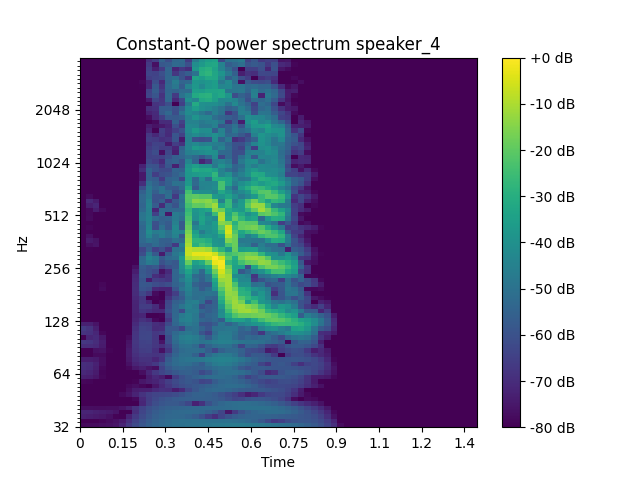 Constant-Q power spectrum speaker_4
Hz
2048
1024
512
256
128
64
32
0 0.15 0.3 0.45 0.6 0.75 0.9 1.1 1.2 1.4
Time
+0 dB
-10 dB
-20 dB
-30 dB
-40 dB
-50 dB
-60 dB
-70 dB
-80 dB